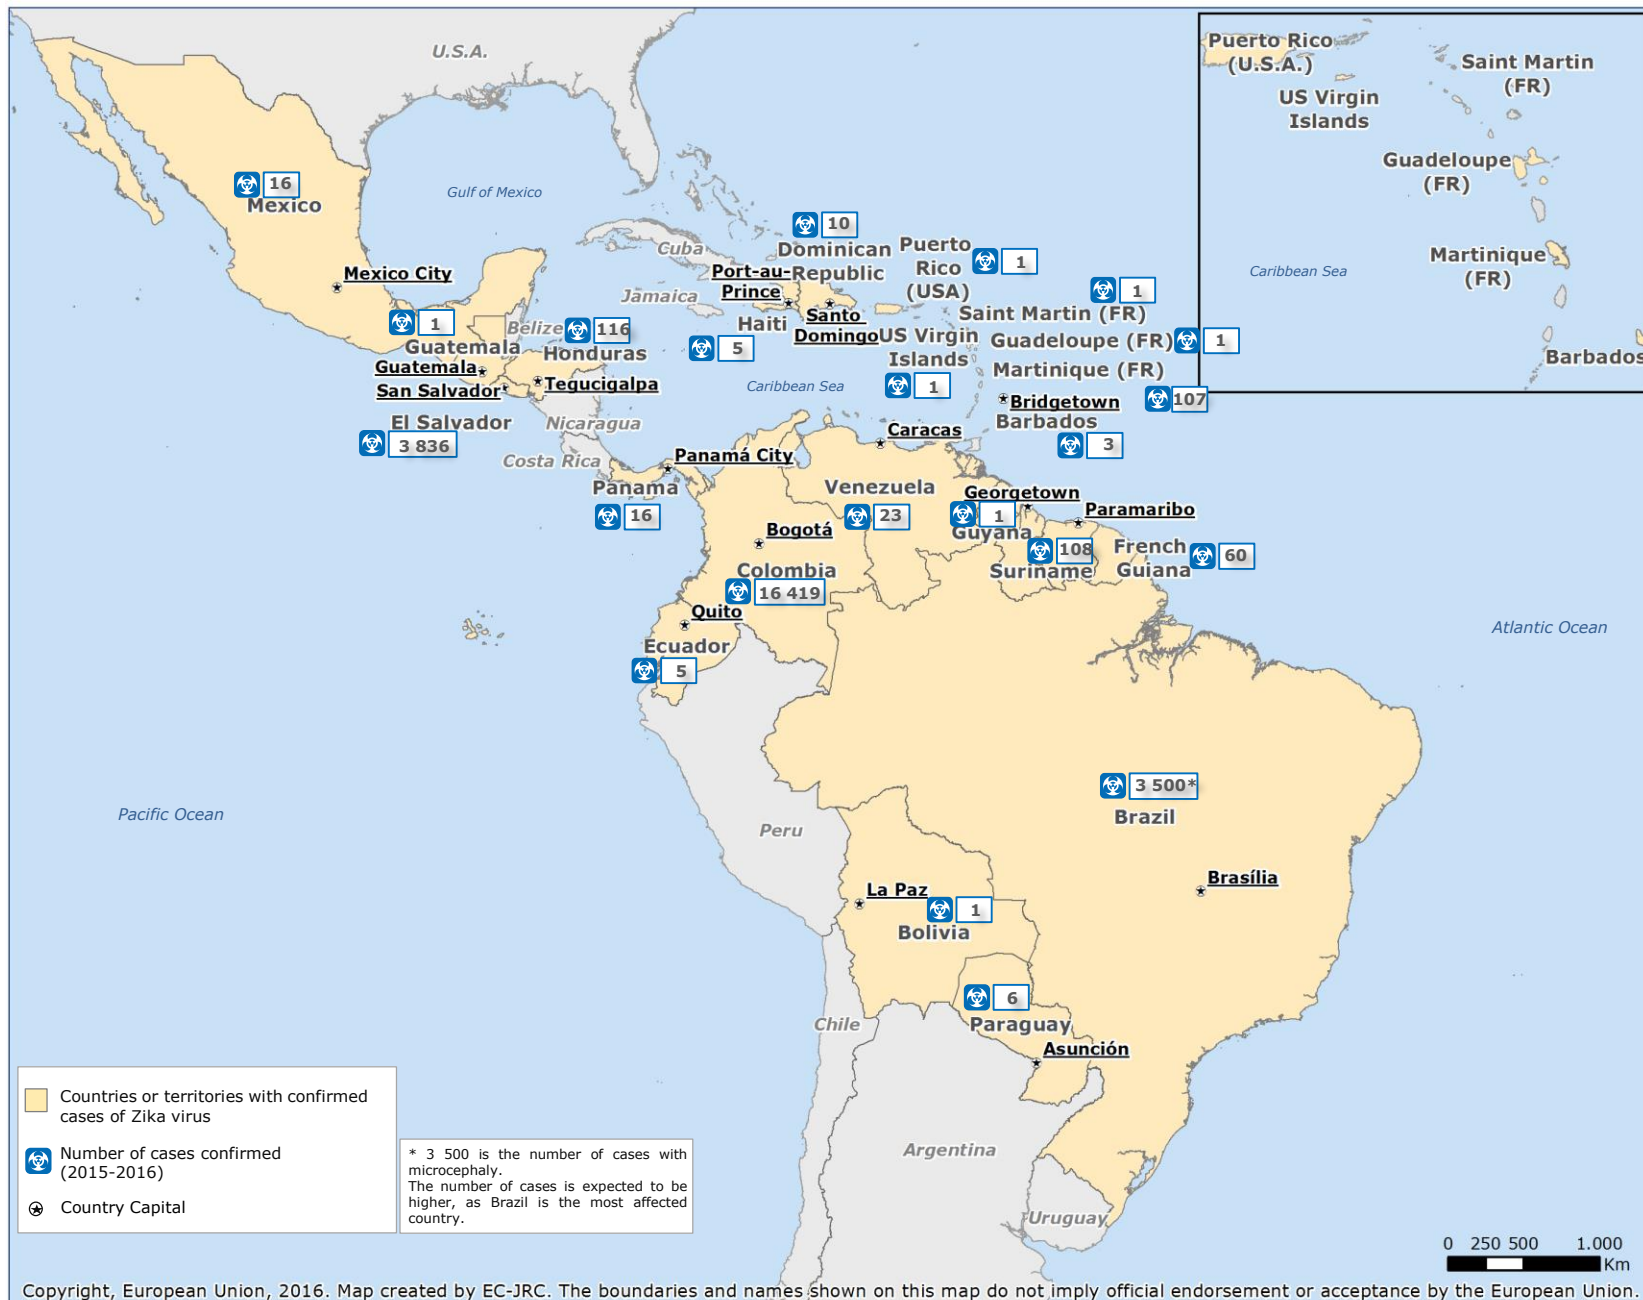 U.S.A.
Puerto Rico
(U.S.A.)
Saint Martin
(FR)
US Virgin
Islands
Guadeloupe
(FR)
Martinique
(FR)
Caribbean Sea
Barbados
16
Mexico
Gulf of Mexico
Mexico City
10
Dominican
Republic
Cuba
Port-au-
Prince
Puerto
Rico
(USA)
1
Jamaica
Haiti
Santo
Domingo
1
Saint Martin (FR)
1
Guatemala
Belize
116
Honduras
5
US Virgin
Islands
1
Guadeloupe (FR)
1
Martinique (FR)
107
Guatemala
San Salvador
Tegucigalpa
Caribbean Sea
Bridgetown
Barbados
3
El Salvador
3 836
Nicaragua
Costa Rica
Caracas
Panamá City
Panama
16
Venezuela
23
Georgetown
1
Guyana
Paramaribo
108
Suriname
French
Guiana
60
Bogotá
Colombia
16 419
Quito
Ecuador
5
Atlantic Ocean
Pacific Ocean
Peru
3 500*
Brazil
Brasília
La Paz
1
Bolivia
6
Paraguay
Chile
Asunción
Argentina
Uruguay
Countries or territories with confirmed
cases of Zika virus
Number of cases confirmed
(2015-2016)
Country Capital
* 3 500 is the number of cases with
microcephaly.
The number of cases is expected to be
higher, as Brazil is the most affected
country.
0 250 500 1.000
Km
Copyright, European Union, 2016. Map created by EC-JRC. The boundaries and names shown on this map do not imply official endorsement or acceptance by the European Union.